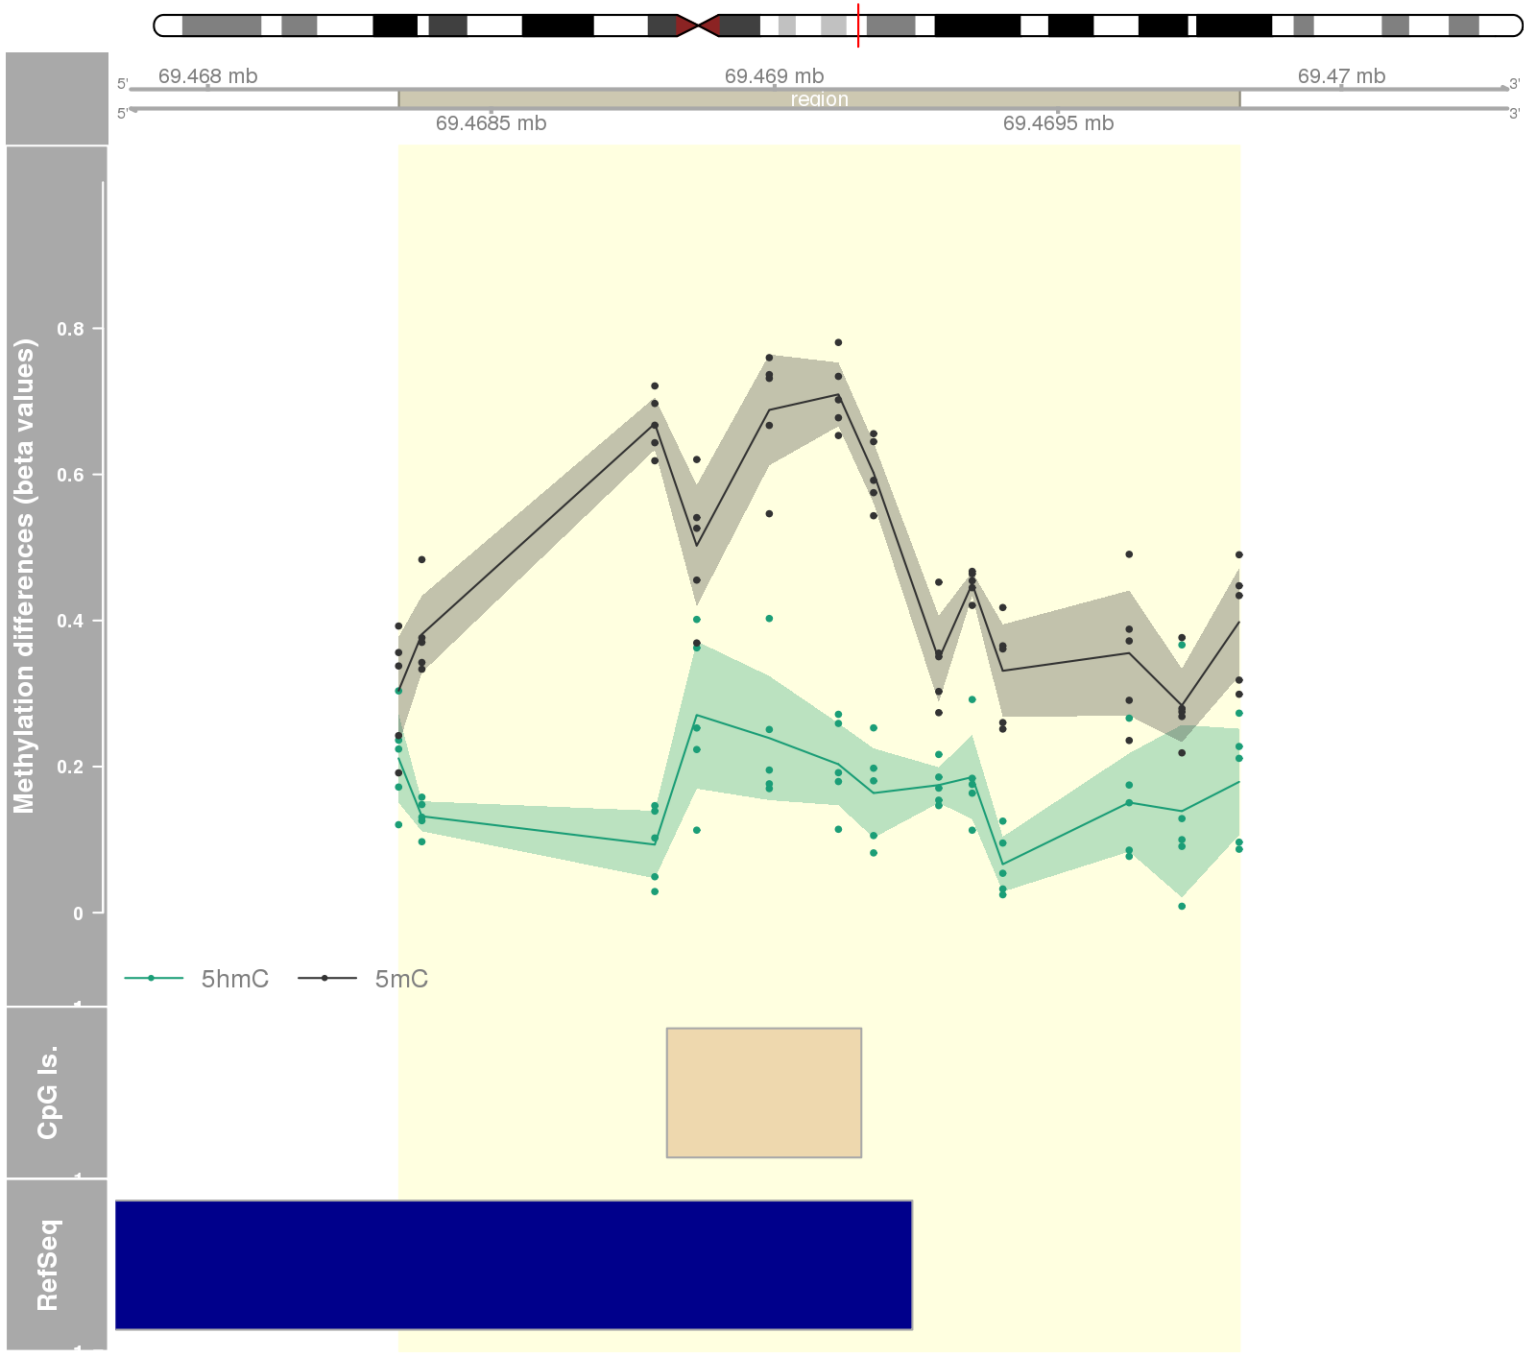 69.468 mb 69.469 mb 69.47 mb
5' 3'
region
5' 3'
69.4685 mb 69.4695 mb
Methylation differences (beta values)
0.8
0.6
0.4
0.2
0
5hmC 5mC
CpG Is.
RefSeq